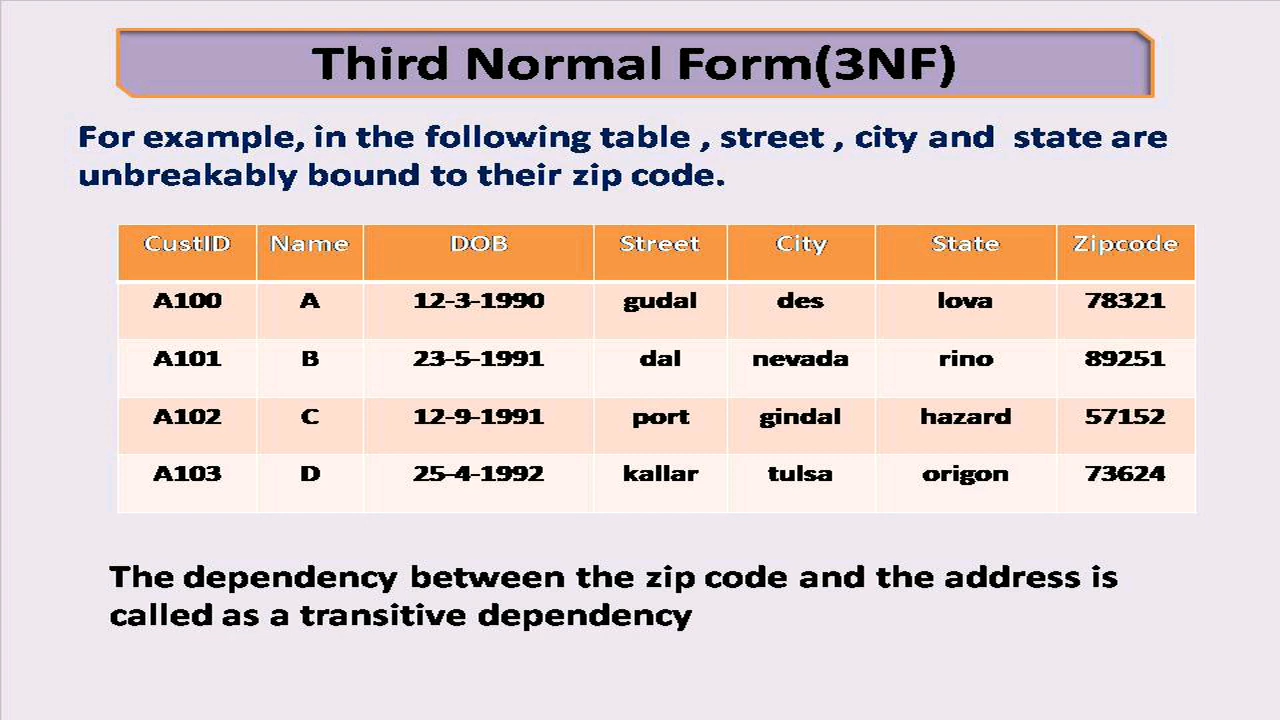 Third Normal Form(3NF)
For example, in the following table , street , city and state are
unbreakably bound to their zip code.
CustID Name DOB Street City State Zipcode
A100 A 12-3-1990 gudal des lova 78321
A101 B 23-5-1991 dal nevada rino 89251
A102 C 12-9-1991 port gindal hazard 57152
A103 D 25-4-1992 kallar tulsa origon 73624
The dependency between the zip code and the address is
called as a transitive dependency